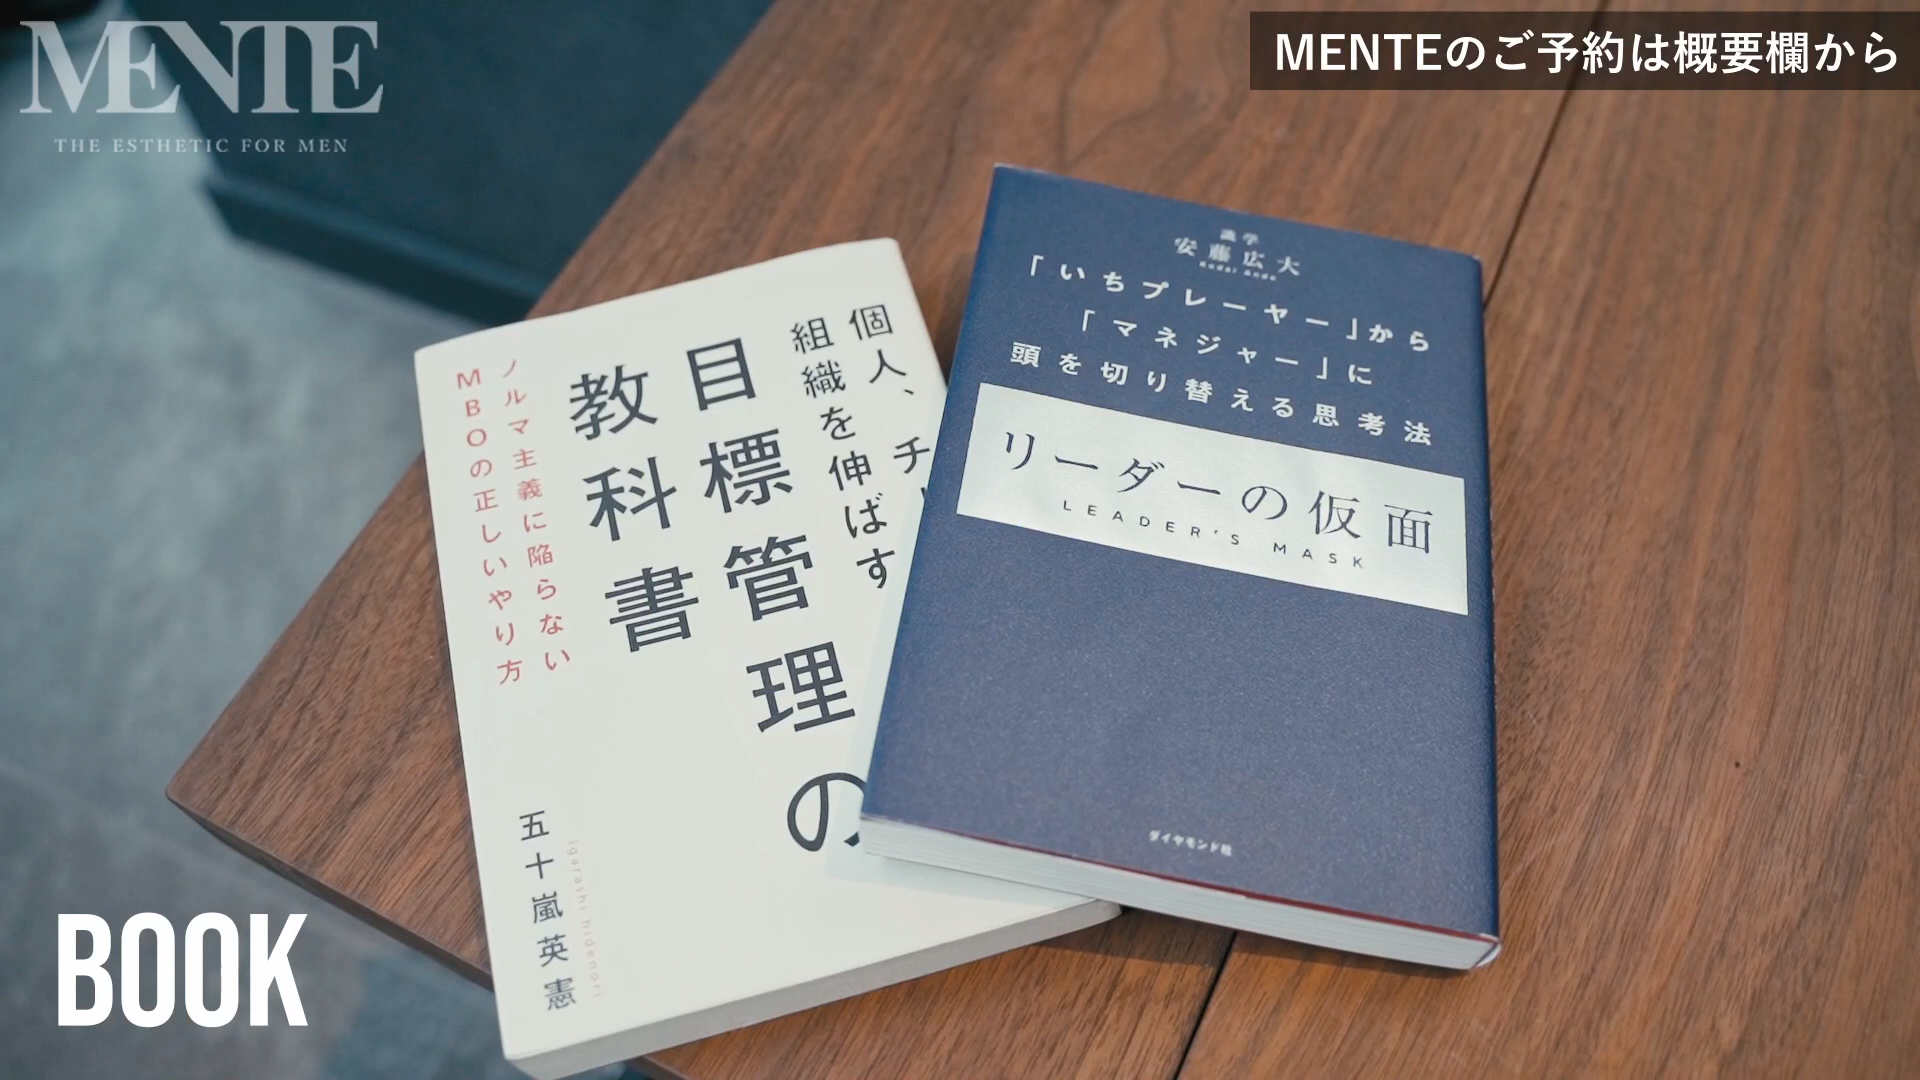 MENTE
THE ESTHETIC FOR MEN
MENTEのご予約は概要欄から
個人、チー
組織を伸ばす
目標管理の
教科書
ノルマ主義に陥らない
MBOの正しいやり方
五十嵐英憲
igarashi hidenori
識学
安藤広大
Kodai Ando
「いちプレーヤー」から
「マネジャー」に
頭を切り替える思考法
リーダーの仮面
LEADER'S MASK
ダイヤモンド社
BOOK